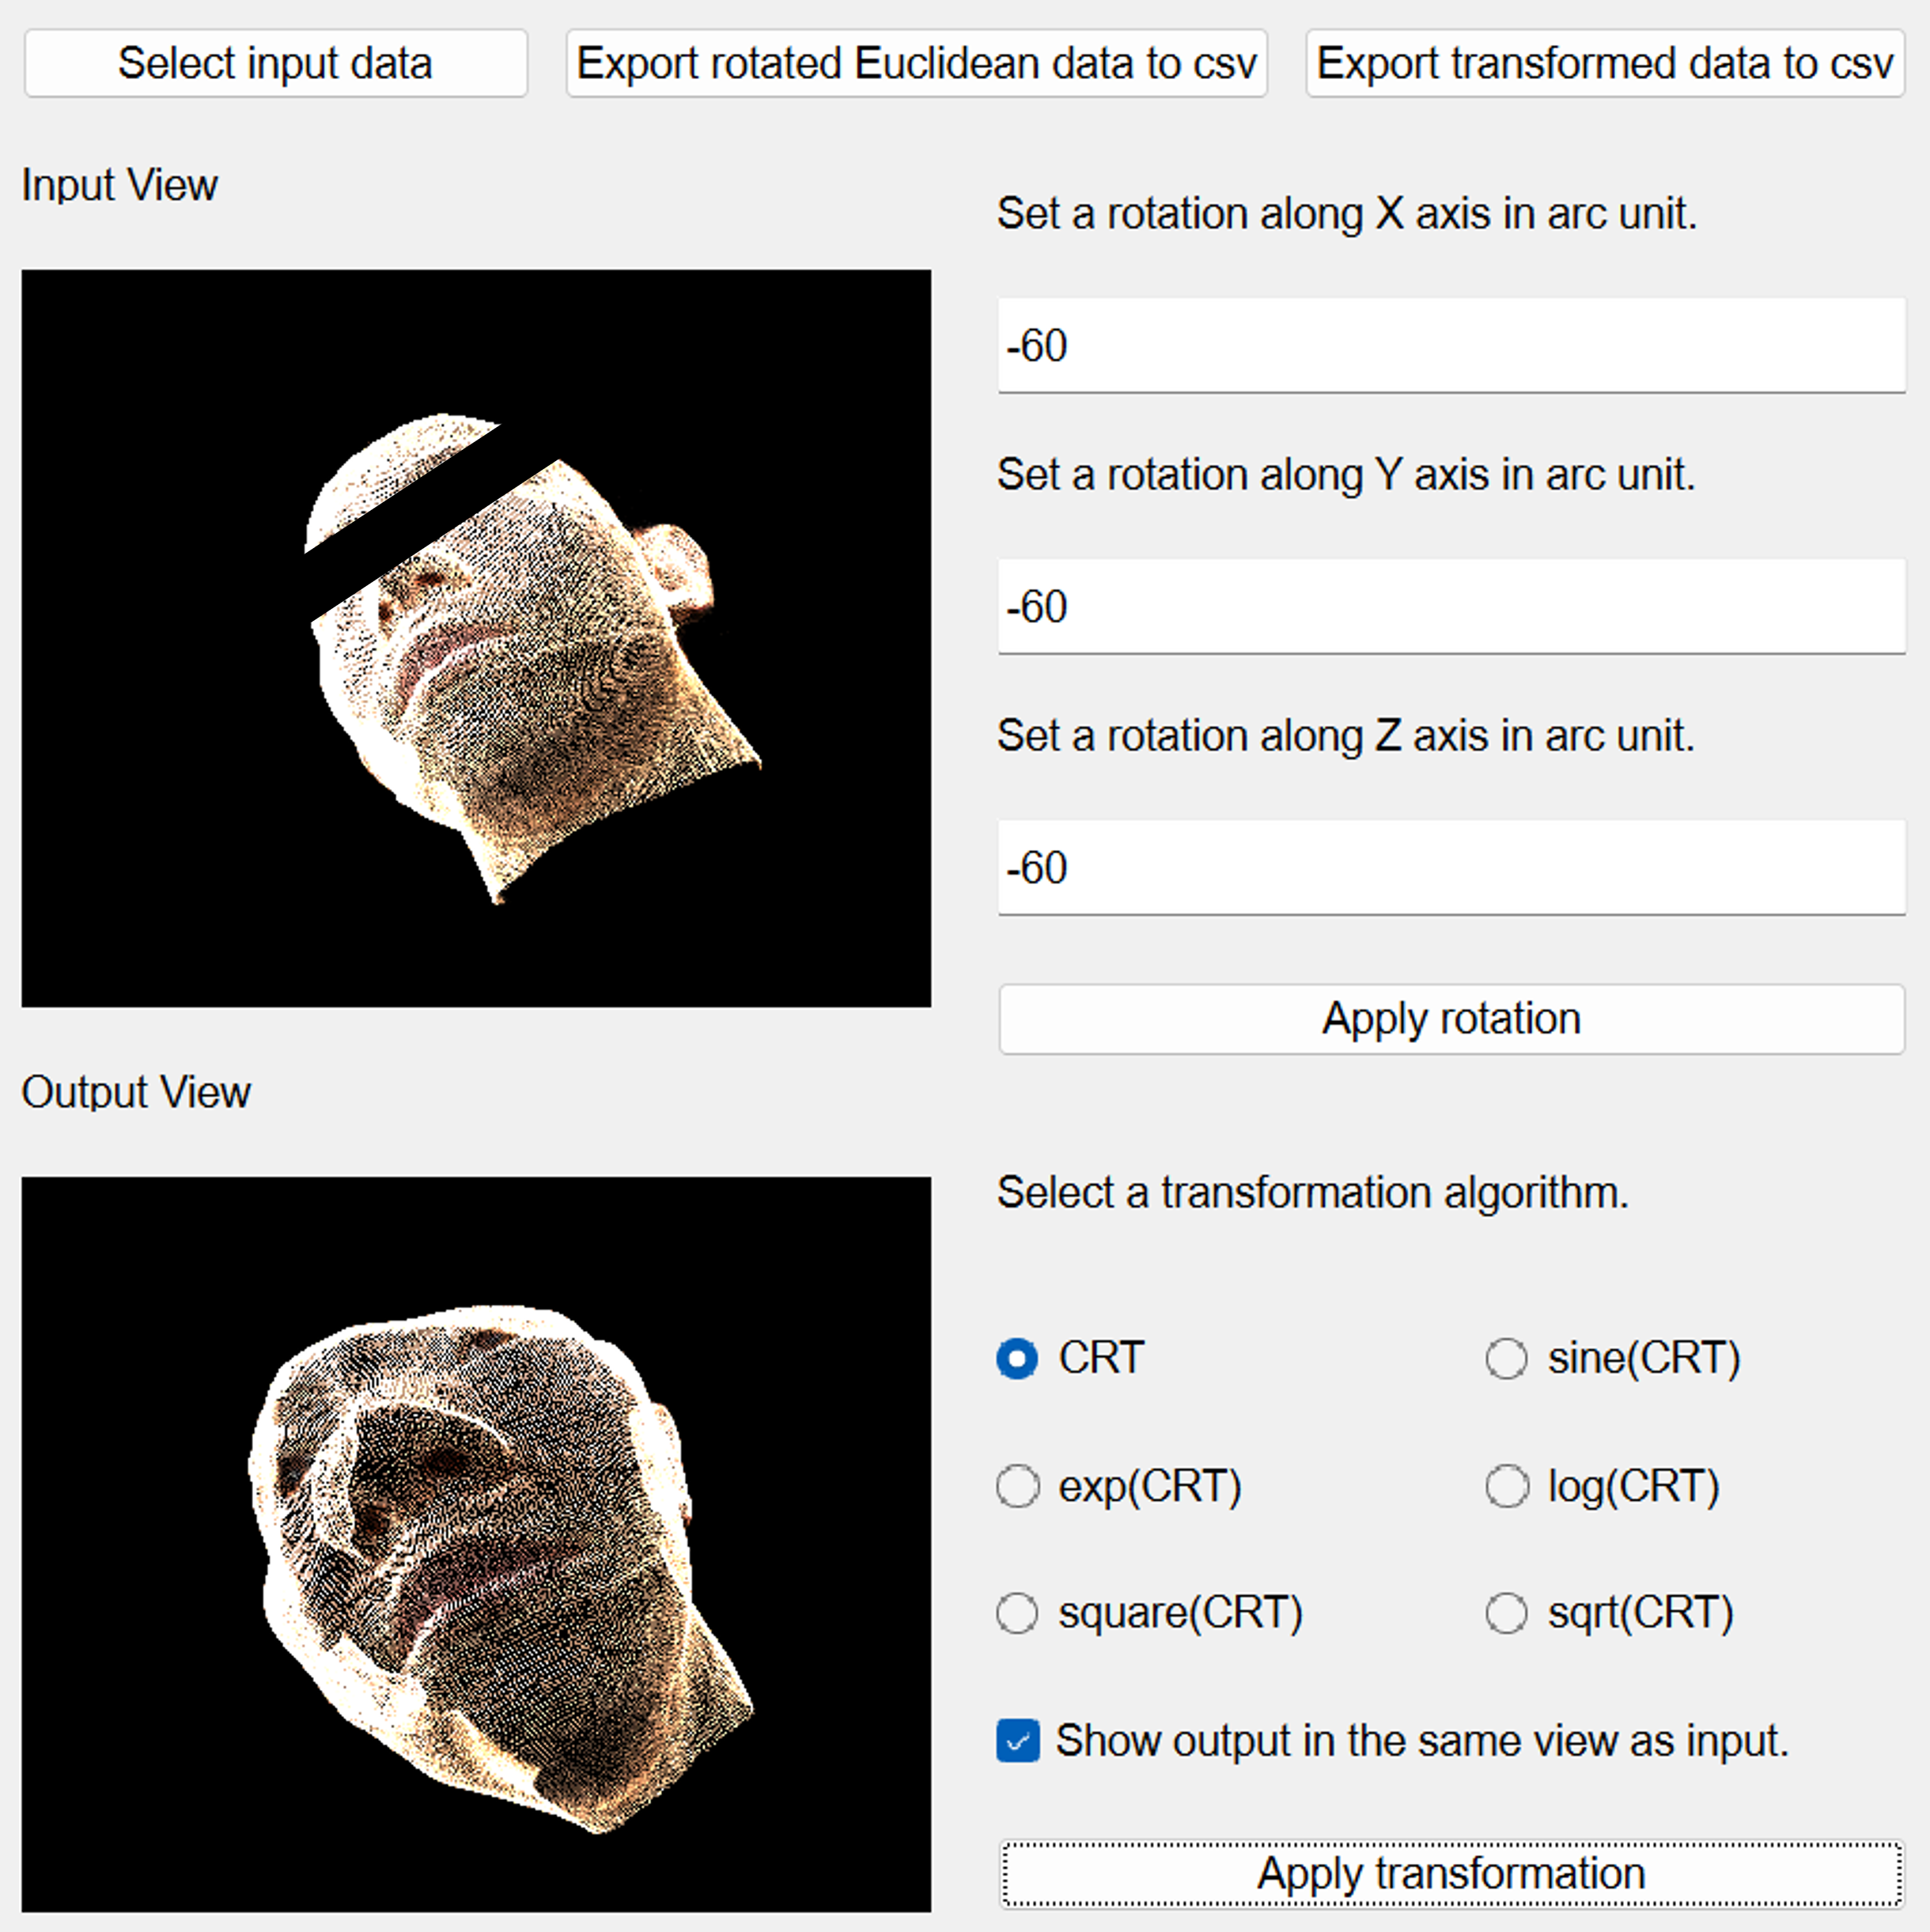 Select input data
Export rotated Euclidean data to csv
Export transformed data to csv
Input View
Set a rotation along X axis in arc unit.
-60
Set a rotation along Y axis in arc unit.
-60
Set a rotation along Z axis in arc unit.
-60
Apply rotation
Output View
Select a transformation algorithm.
CRT
sine(CRT)
exp(CRT)
log(CRT)
square(CRT)
sqrt(CRT)
Show output in the same view as input.
Apply transformation